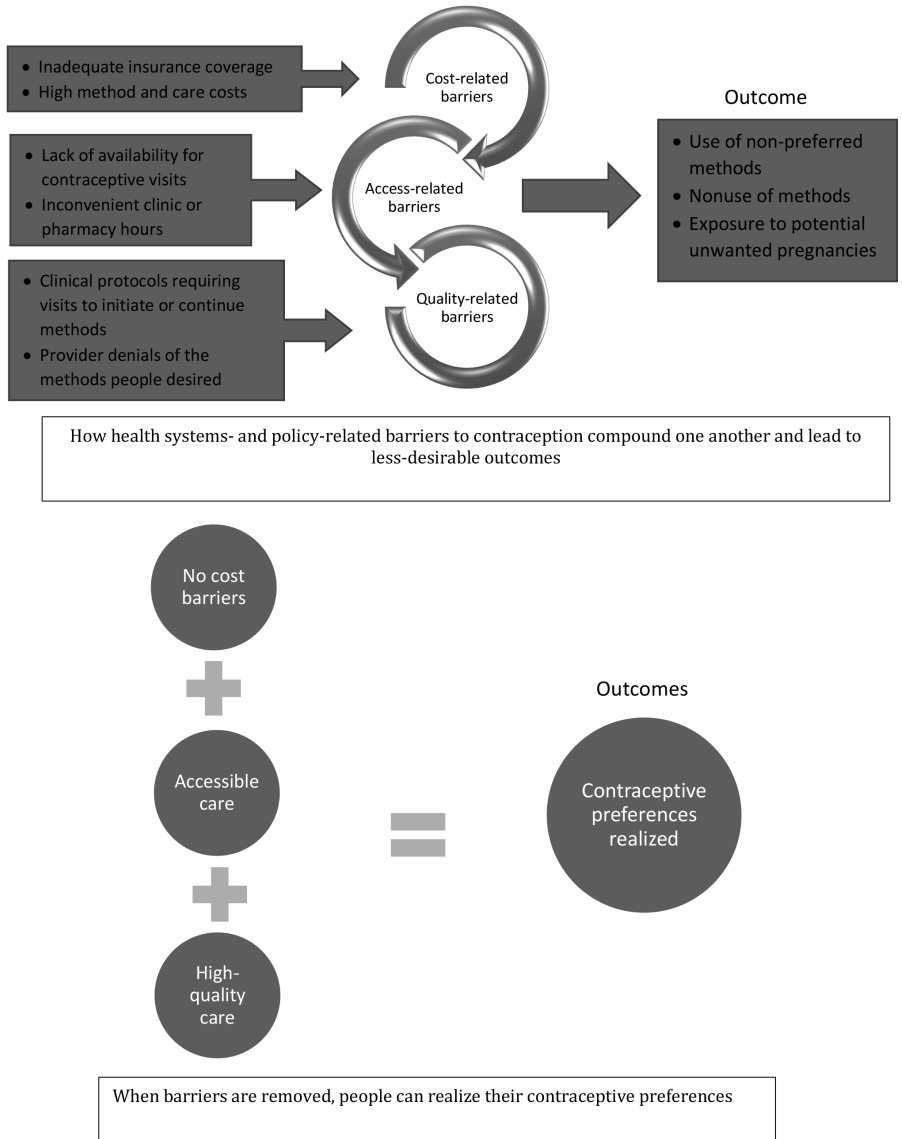 • Inadequate insurance coverage
• High method and care costs
Cost-related
barriers
• Lack of availability for
contraceptive visits
• Inconvenient clinic or
pharmacy hours
Access-related
barriers
• Clinical protocols requiring
visits to initiate or continue
methods
• Provider denials of the
methods people desired
Quality-related
barriers
Outcome
• Use of non-preferred
methods
• Nonuse of methods
• Exposure to potential
unwanted pregnancies
How health systems- and policy-related barriers to contraception compound one another and lead to
less-desirable outcomes
No cost
barriers
Accessible
care
High-
quality
care
Outcomes
Contraceptive
preferences
realized
When barriers are removed, people can realize their contraceptive preferences